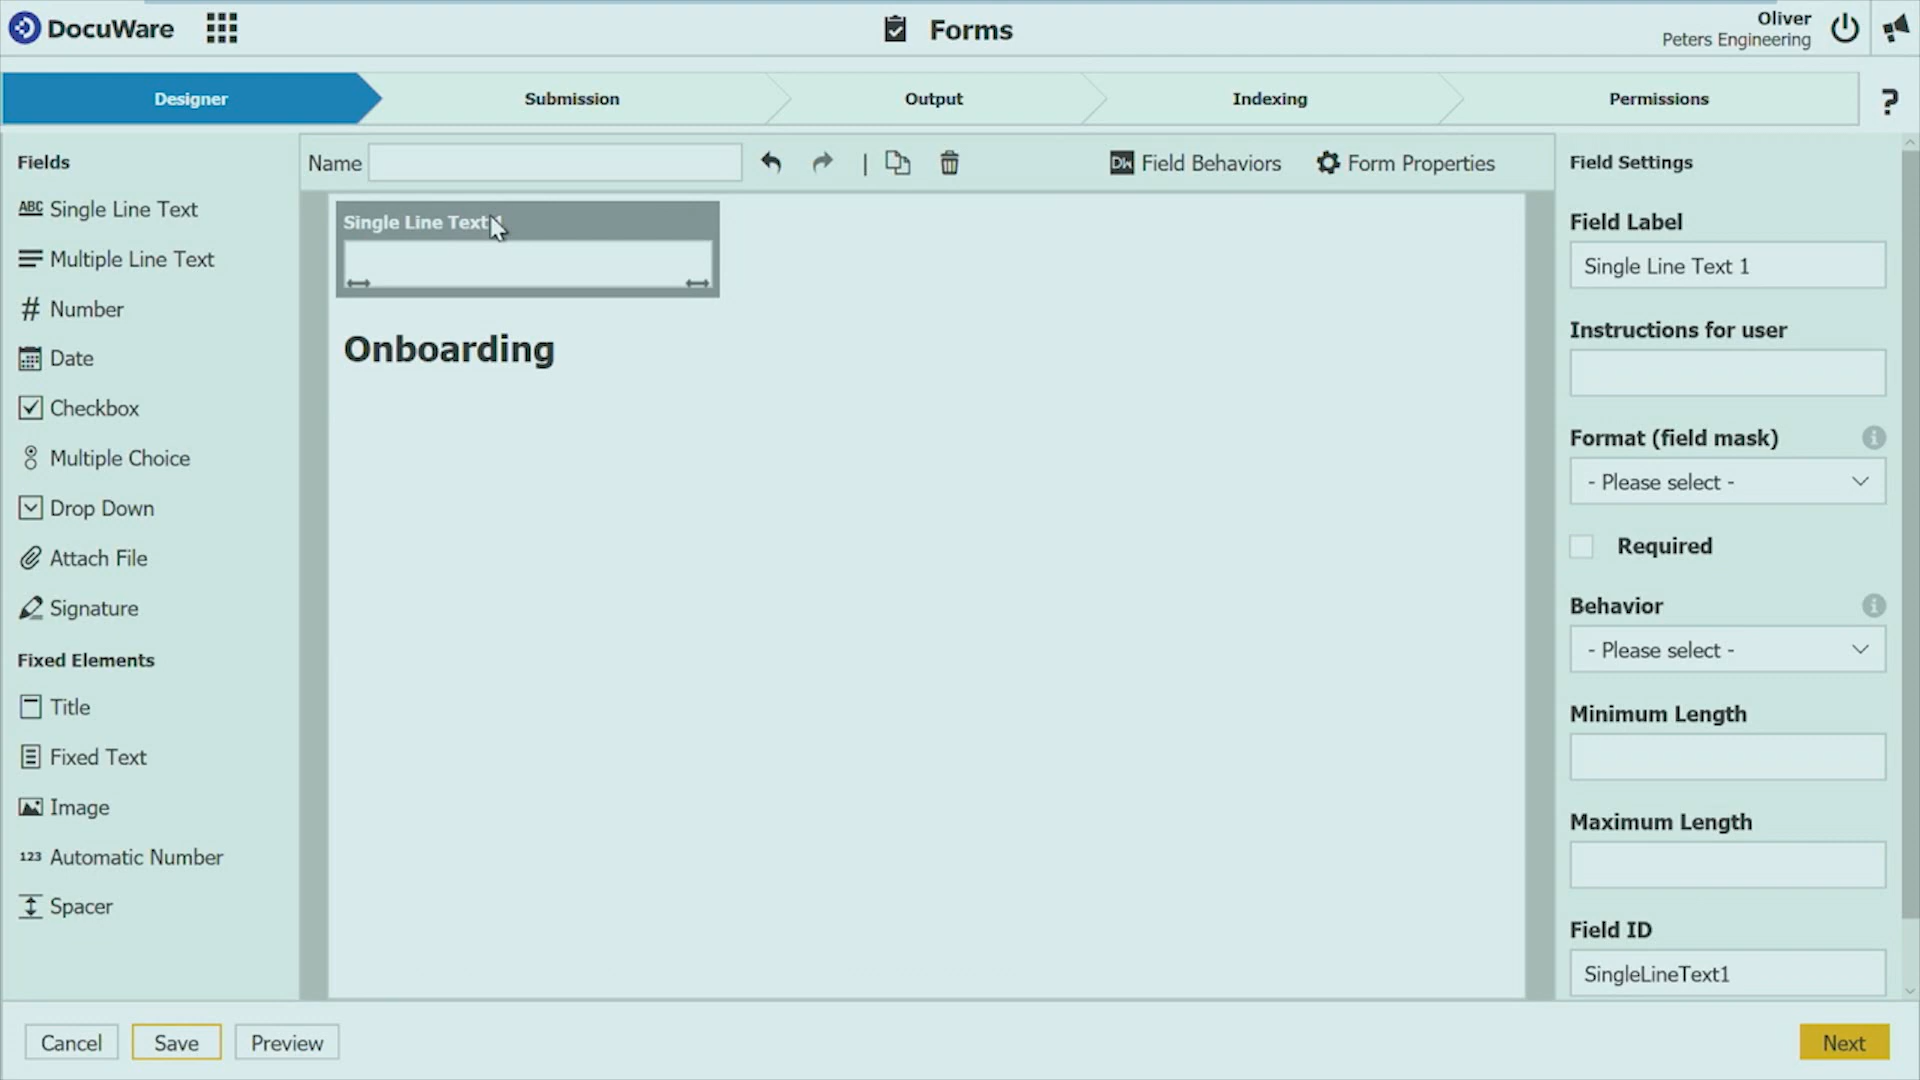 DocuWare
Forms
Oliver
Peters Engineering
Designer
Submission
Output
Indexing
Permissions
?
Fields
ABC Single Line Text
Multiple Line Text
# Number
Date
Checkbox
Multiple Choice
Drop Down
Attach File
Signature
Fixed Elements
Title
Fixed Text
Image
123 Automatic Number
Spacer
Name
|
DW Field Behaviors
Form Properties
Single Line Text 1
Onboarding
Field Settings
Field Label
Single Line Text 1
Instructions for user
Format (field mask)
- Please select -
Required
Behavior
- Please select -
Minimum Length
Maximum Length
Field ID
SingleLineText1
Cancel
Save
Preview
Next